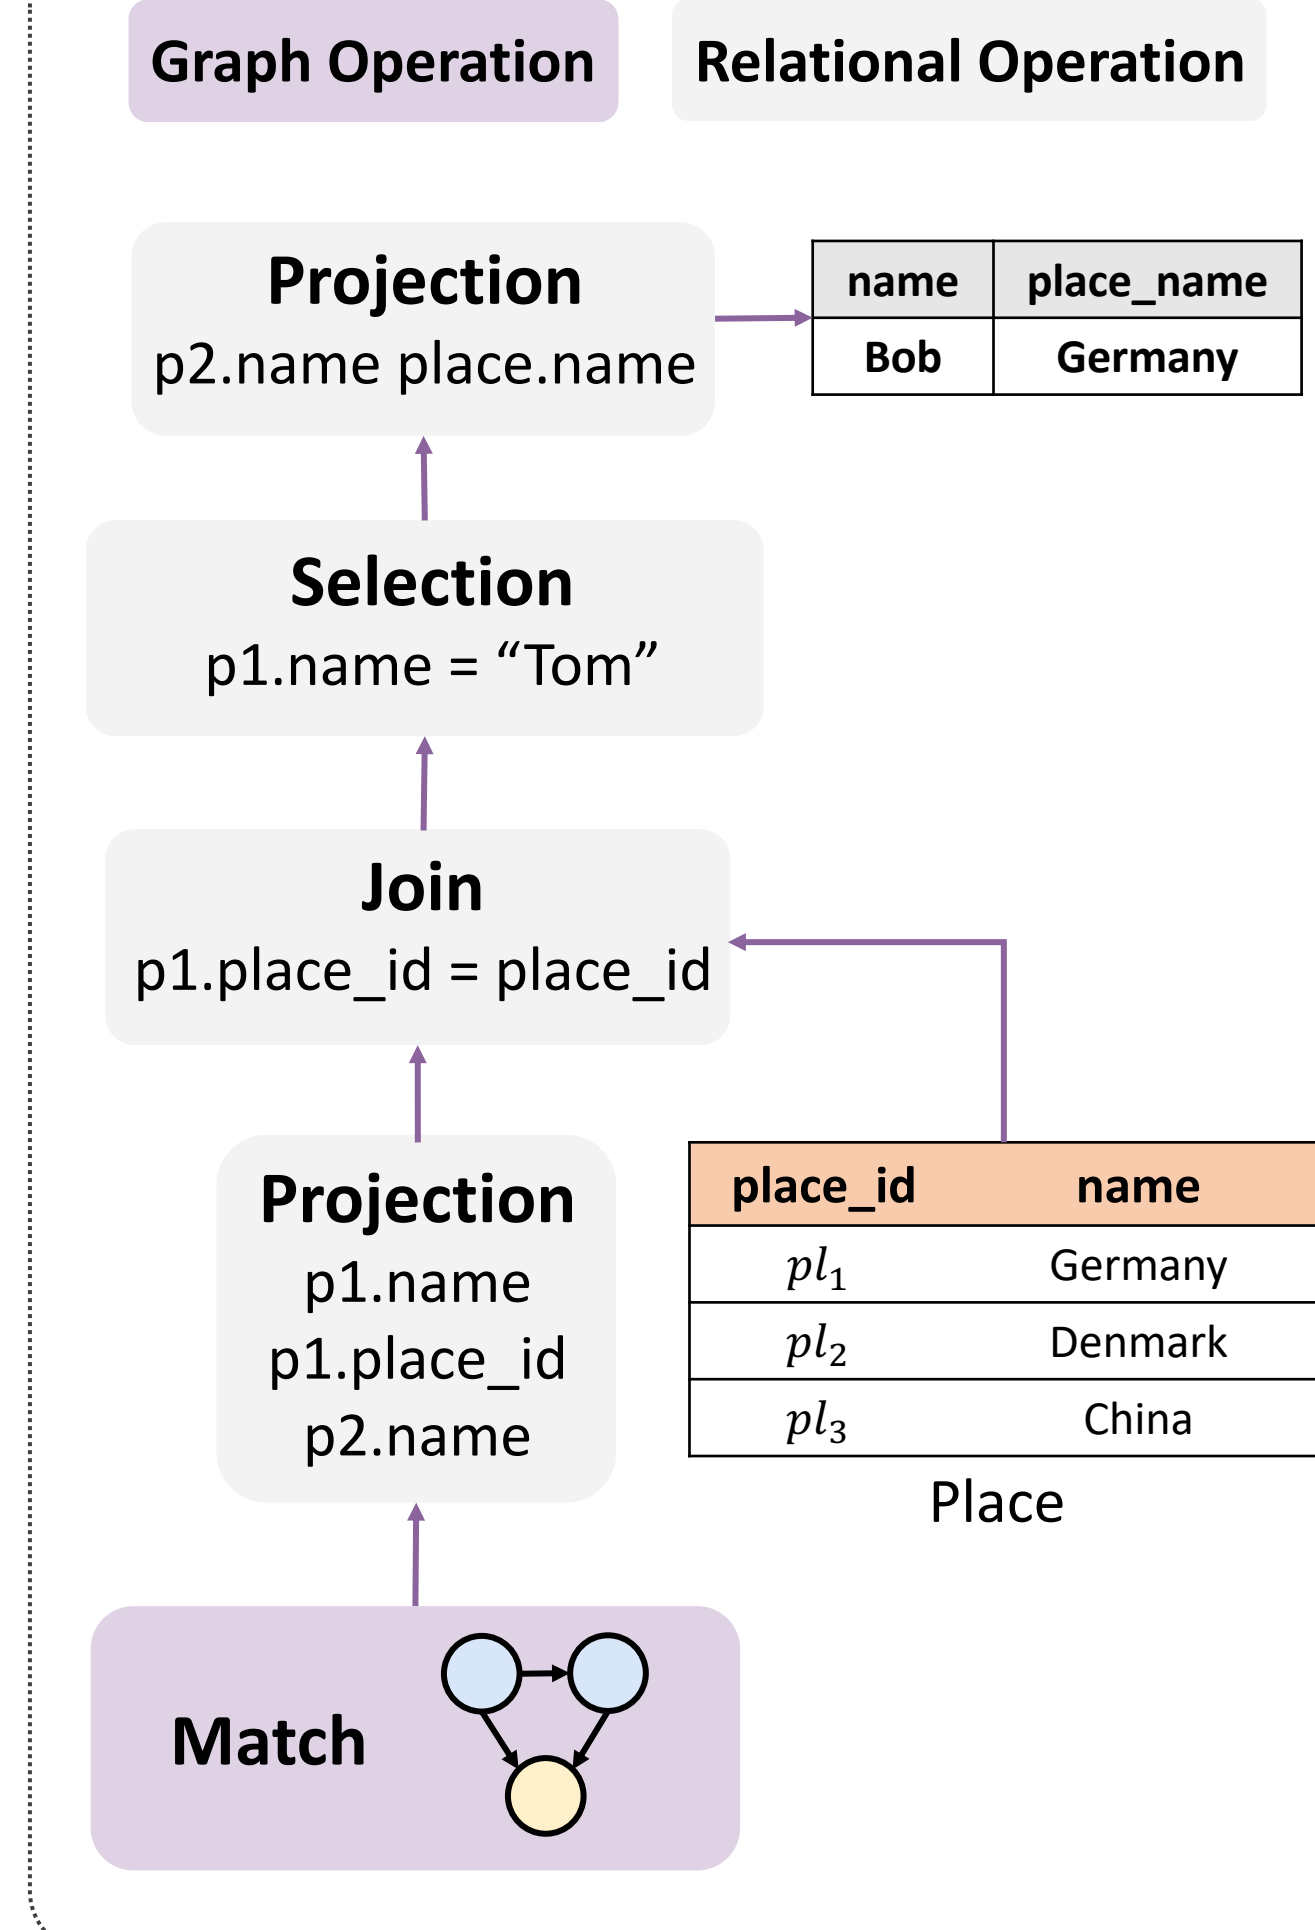 Graph Operation
Relational Operation
Projection
p2.name place.name
name place_name
Bob Germany
Selection
p1.name = “Tom”
Join
p1.place_id = place_id
Projection
p1.name
p1.place_id
p2.name
place_id name
pl₁ Germany
pl₂ Denmark
pl₃ China
Place
Match